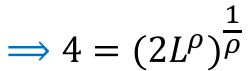 ⟹ 4 = (2L^ρ)^{1/ρ}